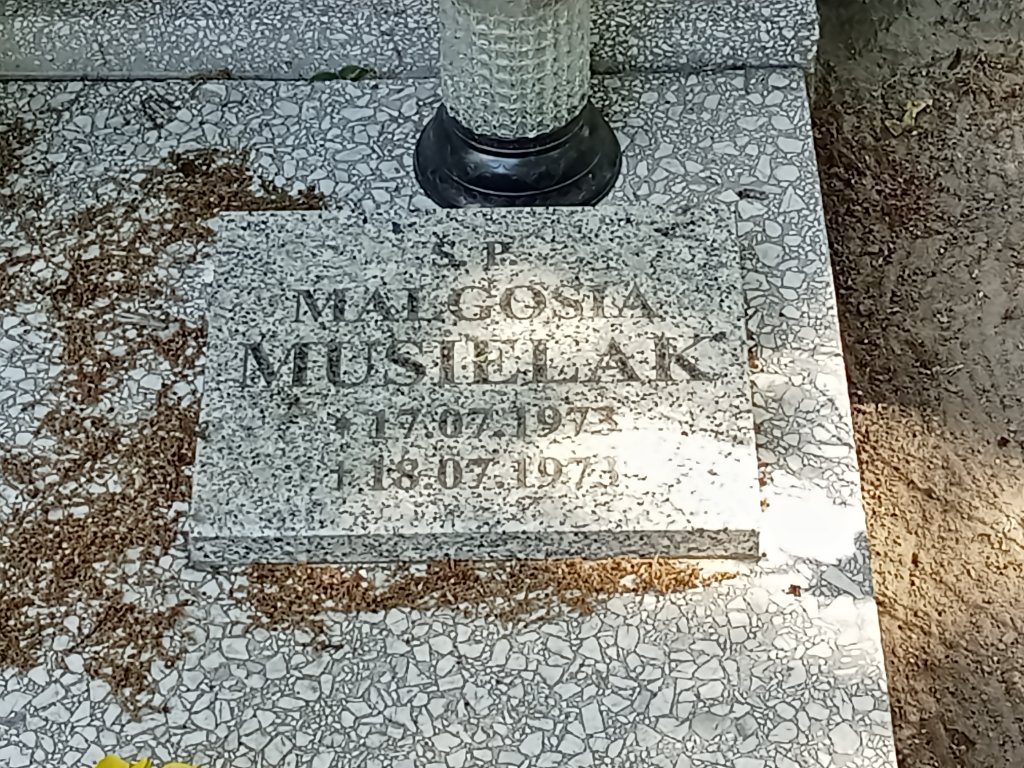 Ś P
MAŁGOSIA
MUSIELAK
* 17.07.1973
+ 18.07.1973